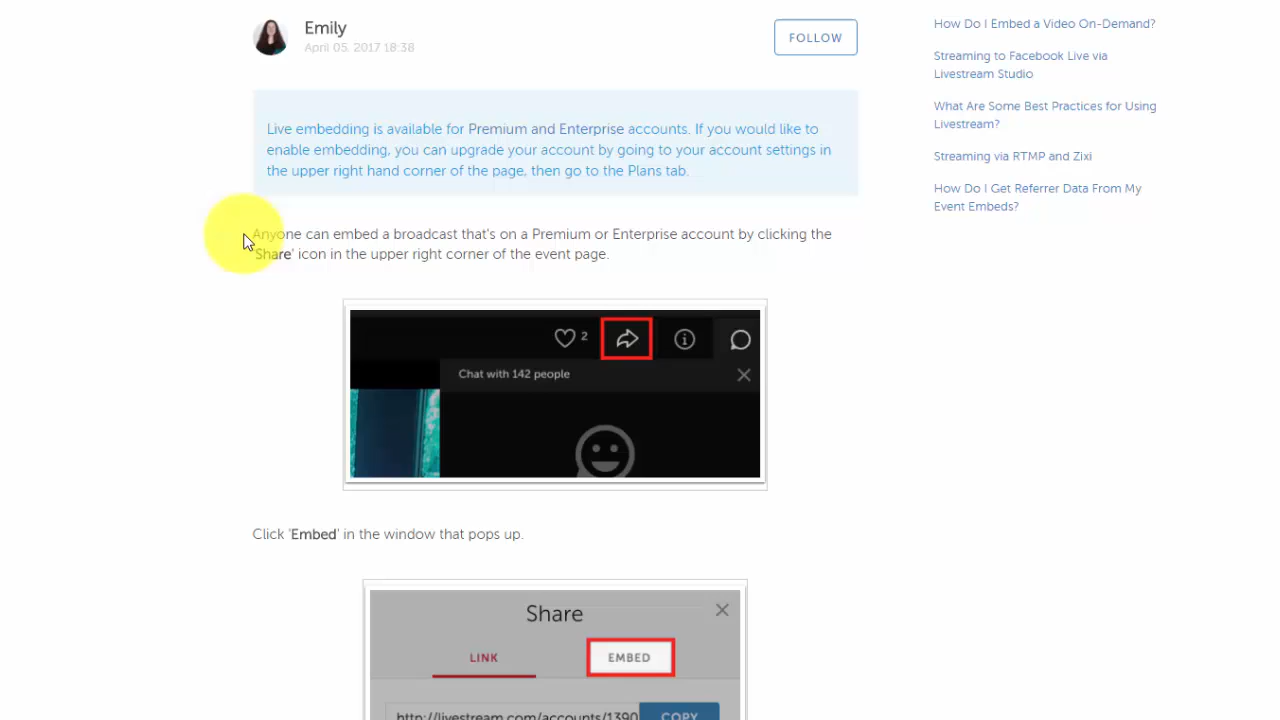 Emily
April 05, 2017 18:38
FOLLOW
Live embedding is available for Premium and Enterprise accounts. If you would like to
enable embedding, you can upgrade your account by going to your account settings in
the upper right hand corner of the page, then go to the Plans tab.
Anyone can embed a broadcast that's on a Premium or Enterprise account by clicking the
'Share' icon in the upper right corner of the event page.
2
Chat with 142 people
Click 'Embed' in the window that pops up.
Share
LINK
EMBED
http://livestream.com/accounts/1390
COPY
How Do I Embed a Video On-Demand?
Streaming to Facebook Live via
Livestream Studio
What Are Some Best Practices for Using
Livestream?
Streaming via RTMP and Zixi
How Do I Get Referrer Data From My
Event Embeds?